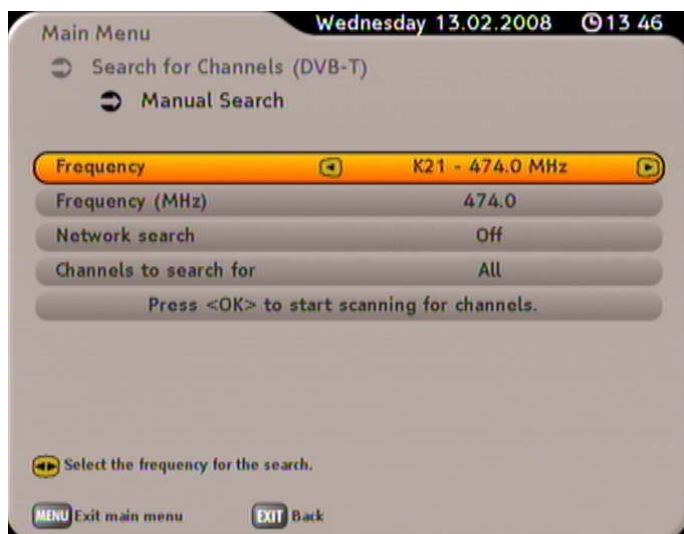 Main Menu
Wednesday 13.02.2008 13 46
Search for Channels (DVB-T)
Manual Search
Frequency K21 - 474.0 MHz
Frequency (MHz) 474.0
Network search Off
Channels to search for All
Press <OK> to start scanning for channels.
Select the frequency for the search.
MENU Exit main menu EXIT Back